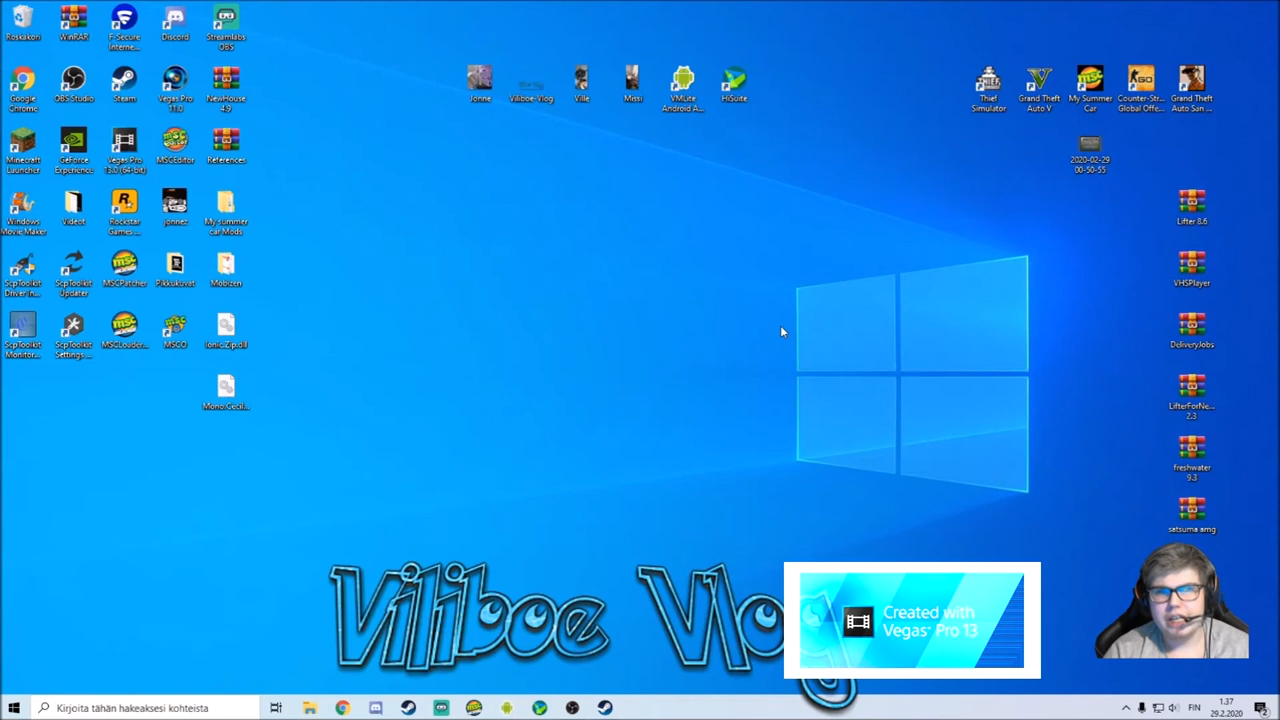 Roskakori
WinRAR
F-Secure
Interne...
Discord
Streamlabs
OBS
Google
Chrome
OBS Studio
Steam
Vegas Pro
11.0
NewHouse
4.9
Jonne
Viliboe-Vlog
Ville
Missi
VMLite
Android A...
HiSuite
Thief
Simulator
Grand Theft
Auto V
My Summer
Car
Counter-Str...
Global Offe...
Grand Theft
Auto San ...
Minecraft
Launcher
GeForce
Experience
Vegas Pro
13.0 (64-bit)
MSCEditor
References
2020-02-29
00-50-55
Windows
Movie Maker
Videot
Rockstar
Games ...
jonnez
My summer
car Mods
Lifter 8.6
ScpToolkit
Driver In...
ScpToolkit
Updater
MSCPatcher
Pikkukuvat
Mobizen
VHSPlayer
ScpToolkit
Monitor...
ScpToolkit
Settings ...
MSCLoader...
MSCO
Ionic.Zip.dll
DeliveryJobs
Mono.Cecil...
LifterForNe...
2.3
freshwater
9.3
satsuma amg
Viliboe Vlog
Created with
Vegas™ Pro 13
Kirjoita tähän hakeaksesi kohteista
FIN
1.37
29.2.2020
2